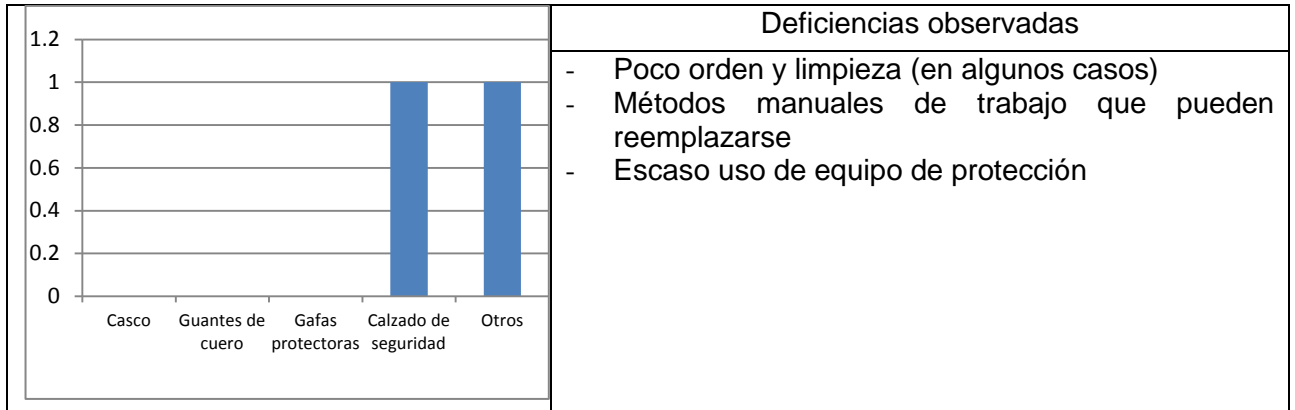 1.2
1
0.8
0.6
0.4
0.2
0
Casco Guantes de cuero Gafas protectoras Calzado de seguridad Otros
Deficiencias observadas
- Poco orden y limpieza (en algunos casos)
- Métodos manuales de trabajo que pueden
reemplazarse
- Escaso uso de equipo de protección